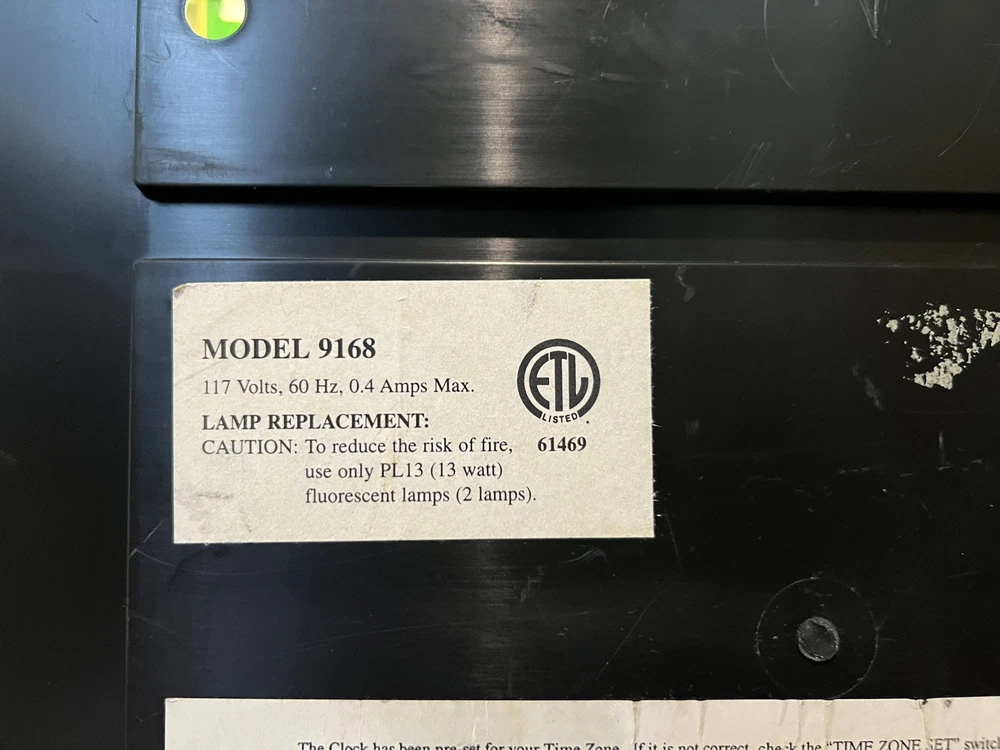 MODEL 9168
117 Volts, 60 Hz, 0.4 Amps Max.
LAMP REPLACEMENT:
CAUTION: To reduce the risk of fire,
use only PL13 (13 watt)
fluorescent lamps (2 lamps).
ETL
LISTED
61469
The Clock has been pre-set for your Time Zone. If it is not correct, check the "TIME ZONE SET"